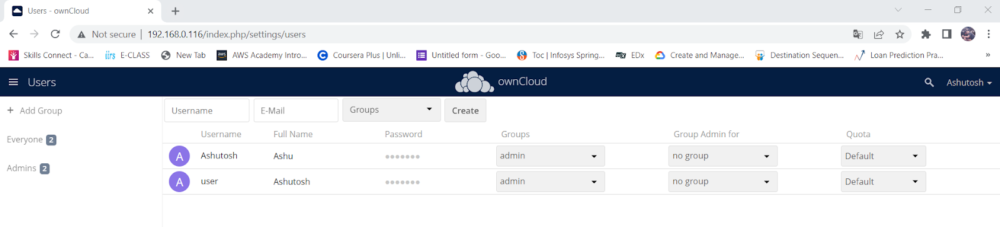 Users - ownCloud
Not secure | 192.168.0.116/index.php/settings/users
Skills Connect - Ca... E-CLASS New Tab AWS Academy Intro... Coursera Plus | Unli... Untitled form - Goo... Toc | Infosys Spring... EDx Create and Manage... Destination Sequen... Loan Prediction Pra... »
Users ownCloud Ashutosh
+ Add Group Username E-Mail Groups Create
Username Full Name Password Groups Group Admin for Quota
Everyone 2
A Ashutosh Ashu ●●●●●●● admin no group Default
Admins 2
A user Ashutosh ●●●●●●● admin no group Default